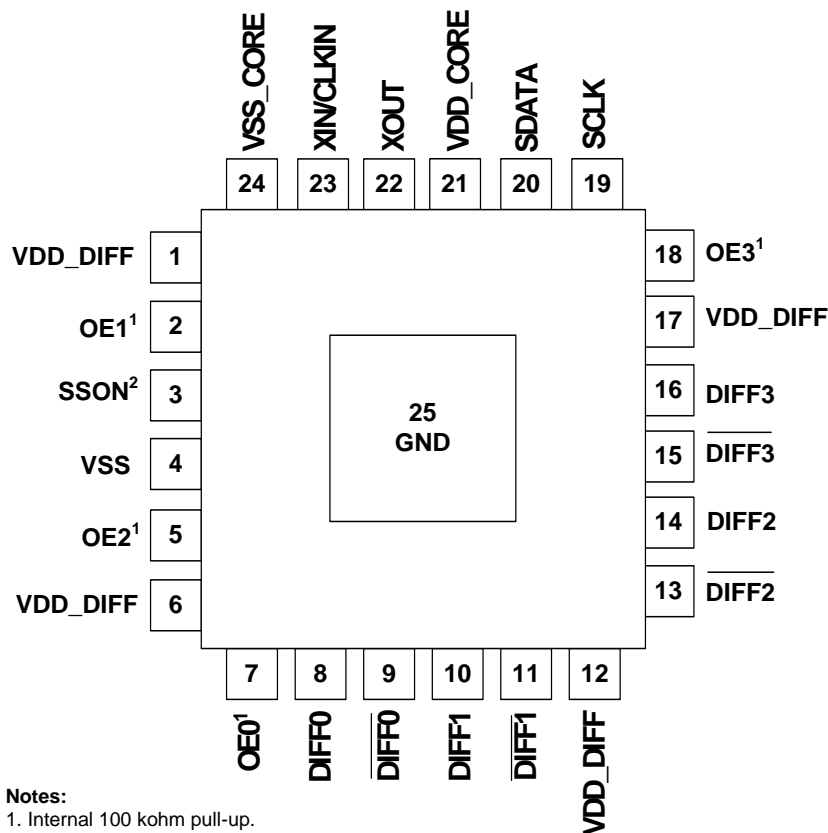 VSS_CORE
XIN/CLKIN
XOUT
VDD_CORE
SDATA
SCLK
24
23
22
21
20
19
VDD_DIFF 1
OE1¹ 2
SSON² 3
VSS 4
OE2¹ 5
VDD_DIFF 6
25
GND
18 OE3¹
17 VDD_DIFF
16 DIFF3
15 DIFF3
14 DIFF2
13 DIFF2
7
8
9
10
11
12
OE0¹
DIFF0
DIFF0
DIFF1
DIFF1
VDD_DIFF
Notes:
1. Internal 100 kohm pull-up.